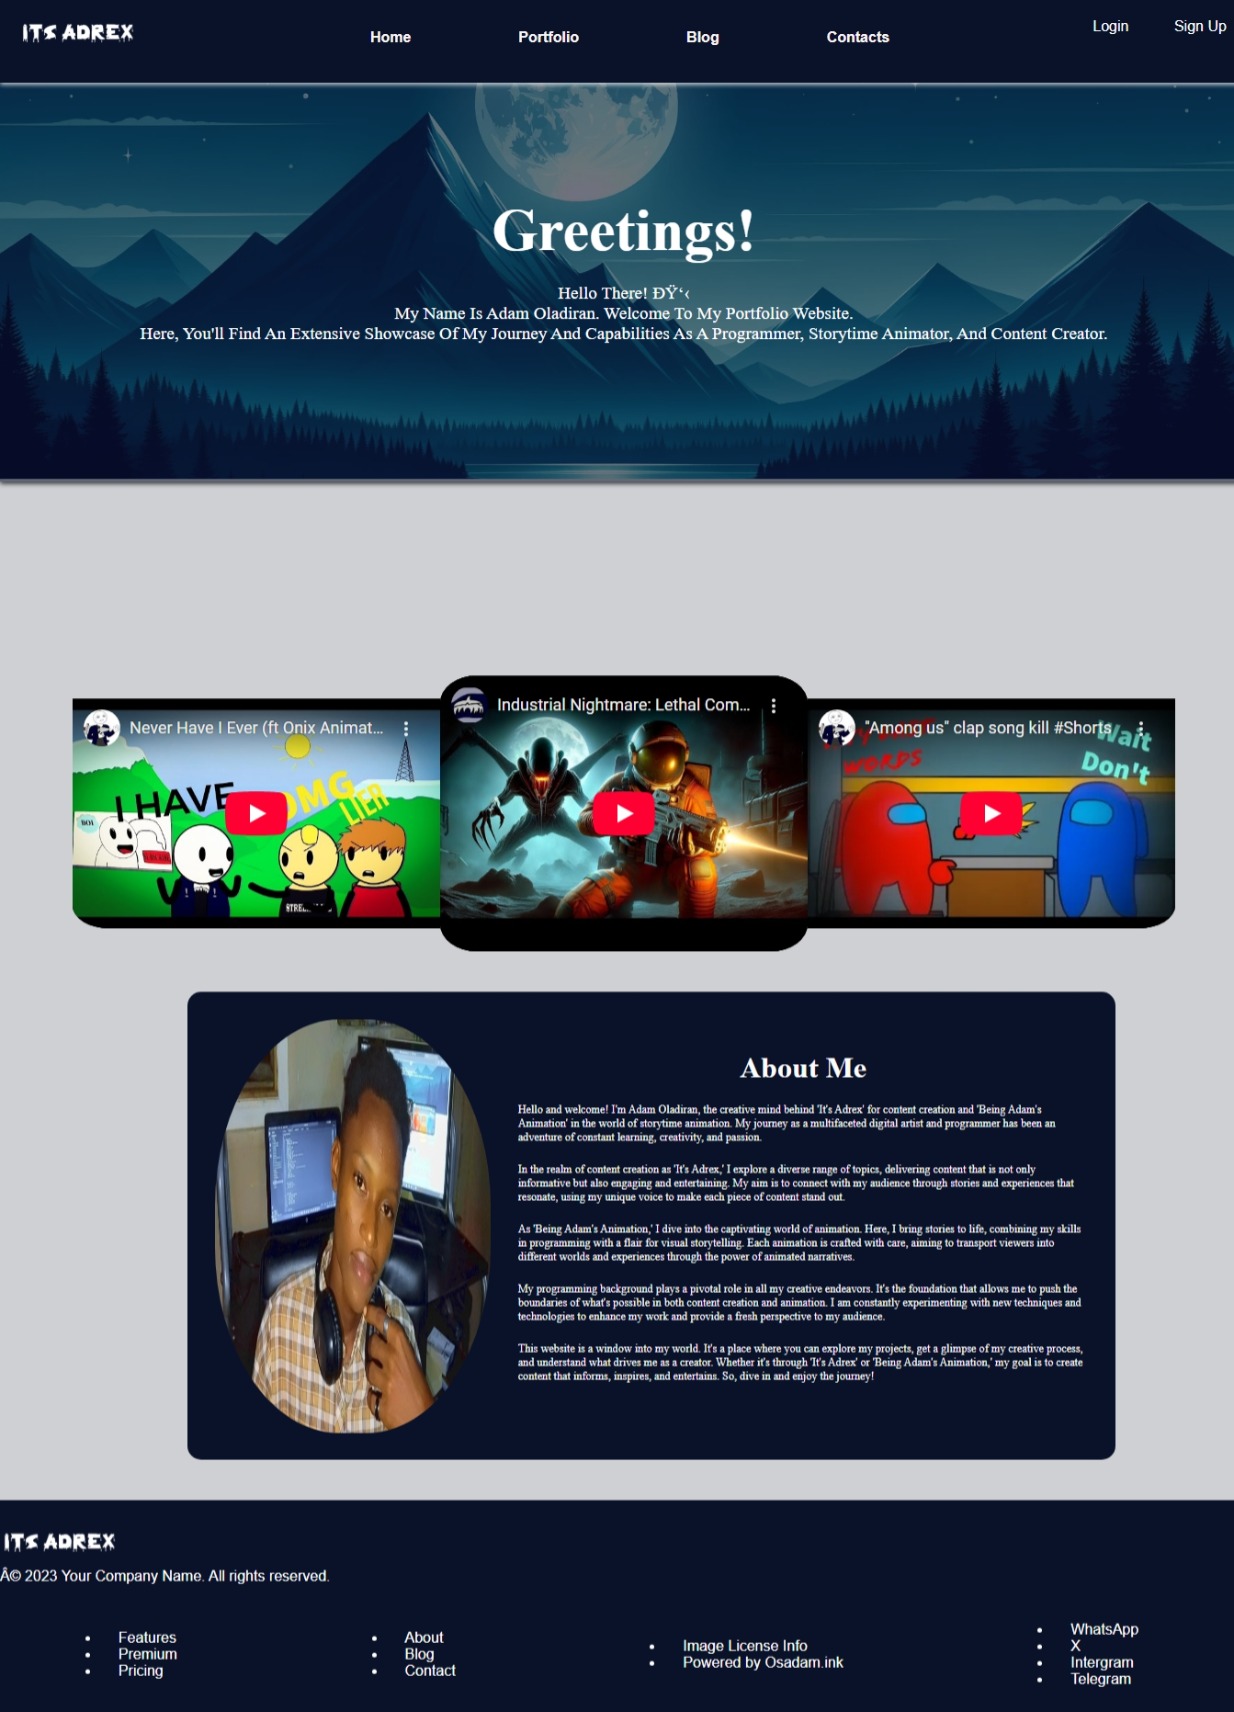 ITS ADREX
Home
Portfolio
Blog
Contacts
Login
Sign Up
Greetings!
Hello There! ÐŸ‘‹
My Name Is Adam Oladiran. Welcome To My Portfolio Website.
Here, You'll Find An Extensive Showcase Of My Journey And Capabilities As A Programmer, Storytime Animator, And Content Creator.
Never Have I Ever (ft Onix Animat...
I HAVE
OMG
LIER
BOI
Industrial Nightmare: Lethal Com...
"Among us" clap song kill #Shorts
WORDS
Wait
Don't
About Me
Hello and welcome! I'm Adam Oladiran, the creative mind behind 'It's Adrex' for content creation and 'Being Adam's
Animation' in the world of storytime animation. My journey as a multifaceted digital artist and programmer has been an
adventure of constant learning, creativity, and passion.
In the realm of content creation as 'It's Adrex,' I explore a diverse range of topics, delivering content that is not only
informative but also engaging and entertaining. My aim is to connect with my audience through stories and experiences that
resonate, using my unique voice to make each piece of content stand out.
As 'Being Adam's Animation,' I dive into the captivating world of animation. Here, I bring stories to life, combining my skills
in programming with a flair for visual storytelling. Each animation is crafted with care, aiming to transport viewers into
different worlds and experiences through the power of animated narratives.
My programming background plays a pivotal role in all my creative endeavors. It's the foundation that allows me to push the
boundaries of what's possible in both content creation and animation. I am constantly experimenting with new techniques and
technologies to enhance my work and provide a fresh perspective to my audience.
This website is a window into my world. It's a place where you can explore my projects, get a glimpse of my creative process,
and understand what drives me as a creator. Whether it's through 'It's Adrex' or 'Being Adam's Animation,' my goal is to create
content that informs, inspires, and entertains. So, dive in and enjoy the journey!
ITS ADREX
Â© 2023 Your Company Name. All rights reserved.
• Features
• Premium
• Pricing
• About
• Blog
• Contact
• Image License Info
• Powered by Osadam.ink
• WhatsApp
• X
• Intergram
• Telegram